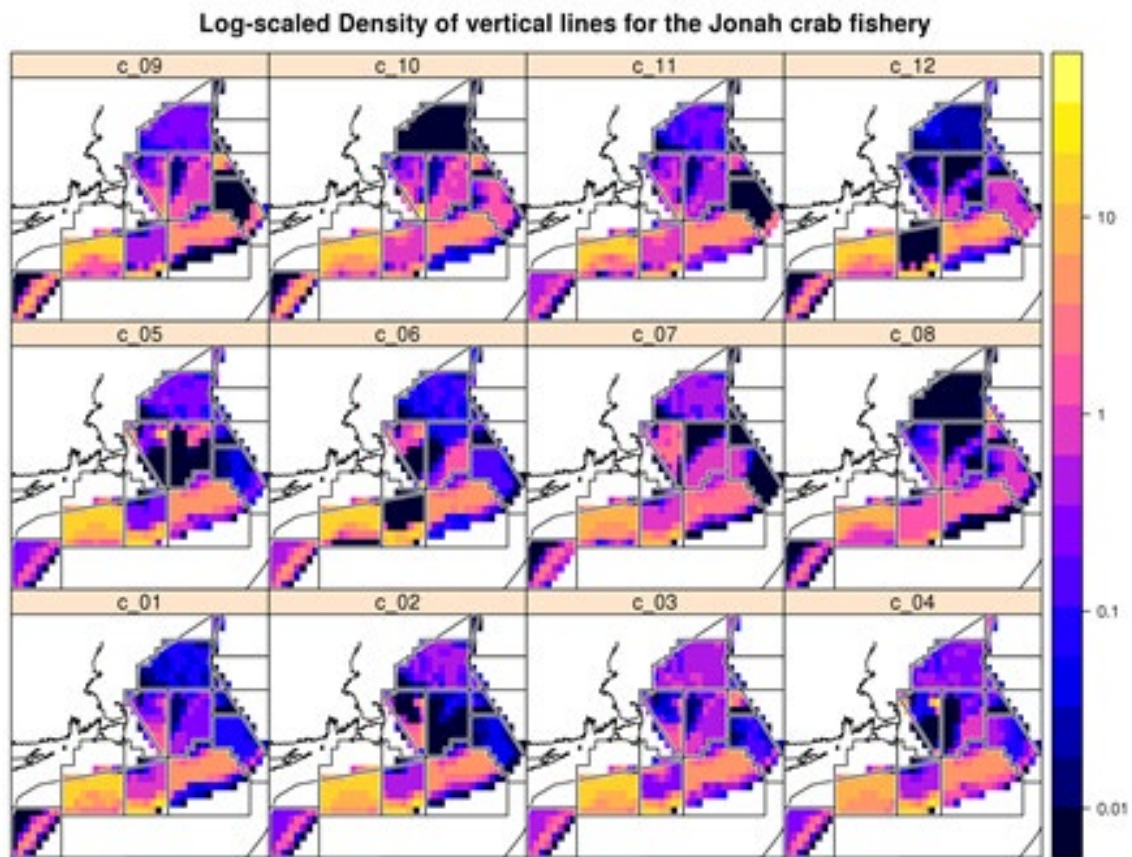 Log-scaled Density of vertical lines for the Jonah crab fishery
c_09 c_10 c_11 c_12
10
1
c_05 c_06 c_07 c_08
0.1
c_01 c_02 c_03 c_04
0.01